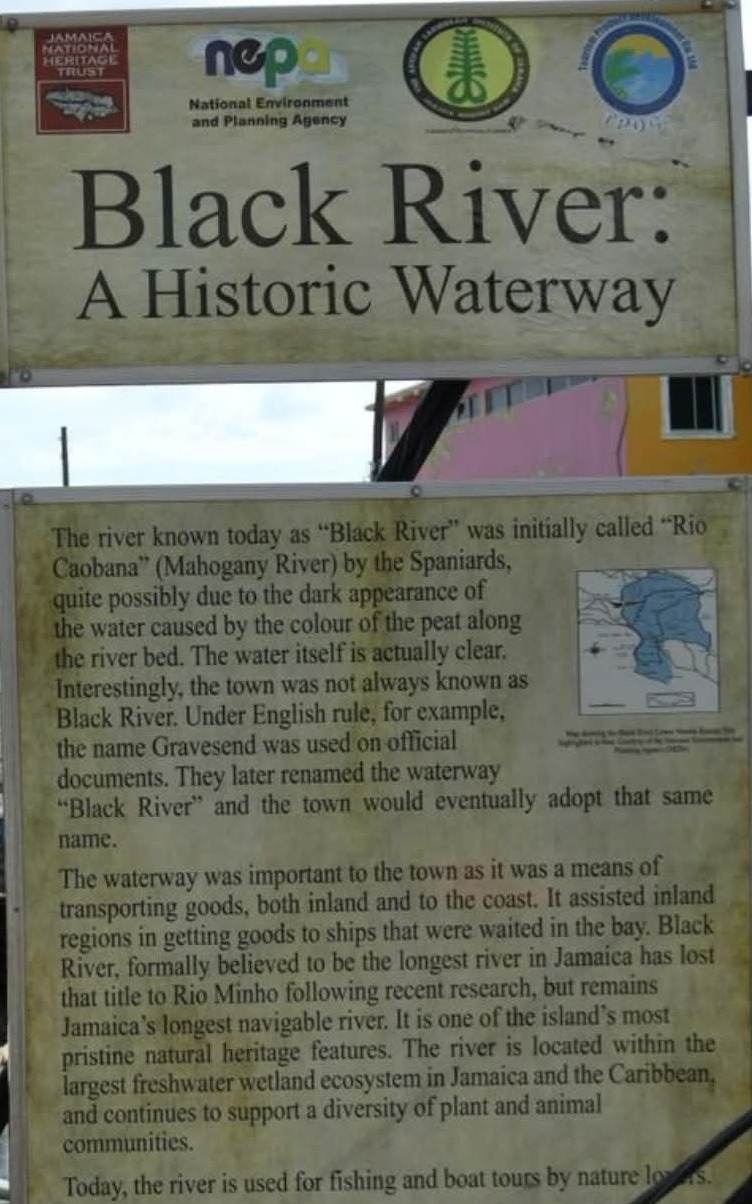 JAMAICA
NATIONAL
HERITAGE
TRUST
nepa
National Environment
and Planning Agency
Black River:
A Historic Waterway
The river known today as “Black River” was initially called “Rio
Caobana” (Mahogany River) by the Spaniards,
quite possibly due to the dark appearance of
the water caused by the colour of the peat along
the river bed. The water itself is actually clear.
Interestingly, the town was not always known as
Black River. Under English rule, for example,
the name Gravesend was used on official
documents. They later renamed the waterway
“Black River” and the town would eventually adopt that same
name.
The waterway was important to the town as it was a means of
transporting goods, both inland and to the coast. It assisted inland
regions in getting goods to ships that were waited in the bay. Black
River, formally believed to be the longest river in Jamaica has lost
that title to Rio Minho following recent research, but remains
Jamaica’s longest navigable river. It is one of the island’s most
pristine natural heritage features. The river is located within the
largest freshwater wetland ecosystem in Jamaica and the Caribbean,
and continues to support a diversity of plant and animal
communities.
Today, the river is used for fishing and boat tours by nature